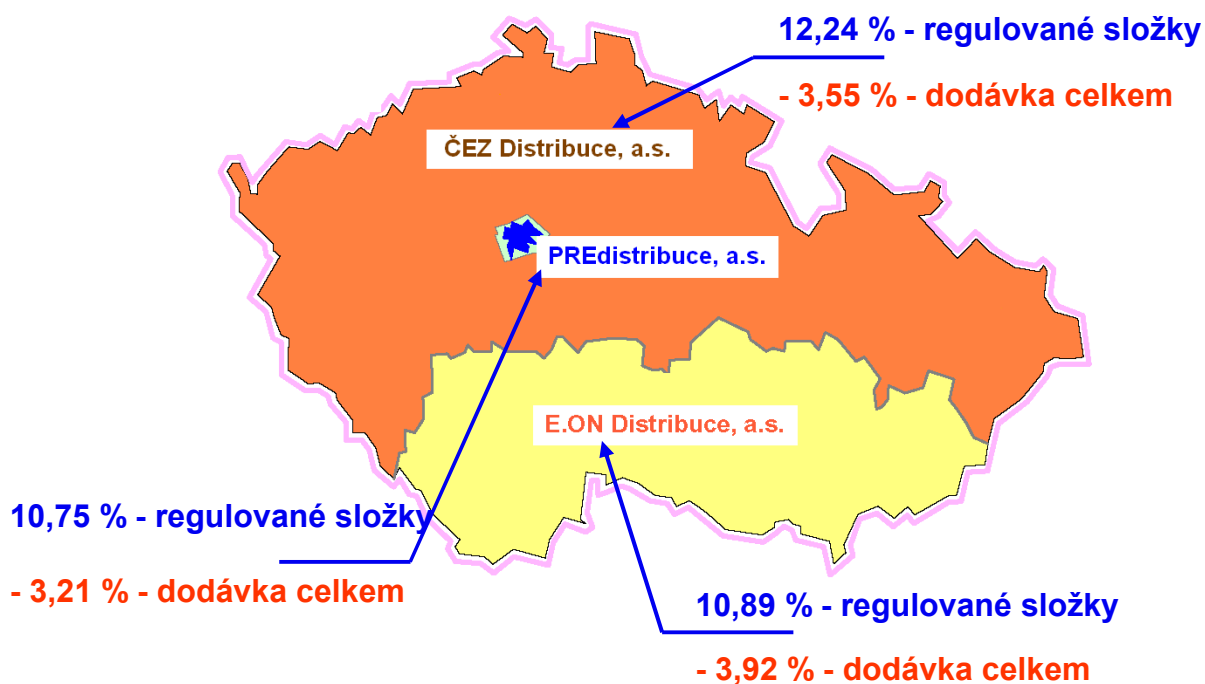 12,24 % - regulované složky
- 3,55 % - dodávka celkem
ČEZ Distribuce, a.s.
PREdistribuce, a.s.
E.ON Distribuce, a.s.
10,75 % - regulované složky
- 3,21 % - dodávka celkem
10,89 % - regulované složky
- 3,92 % - dodávka celkem